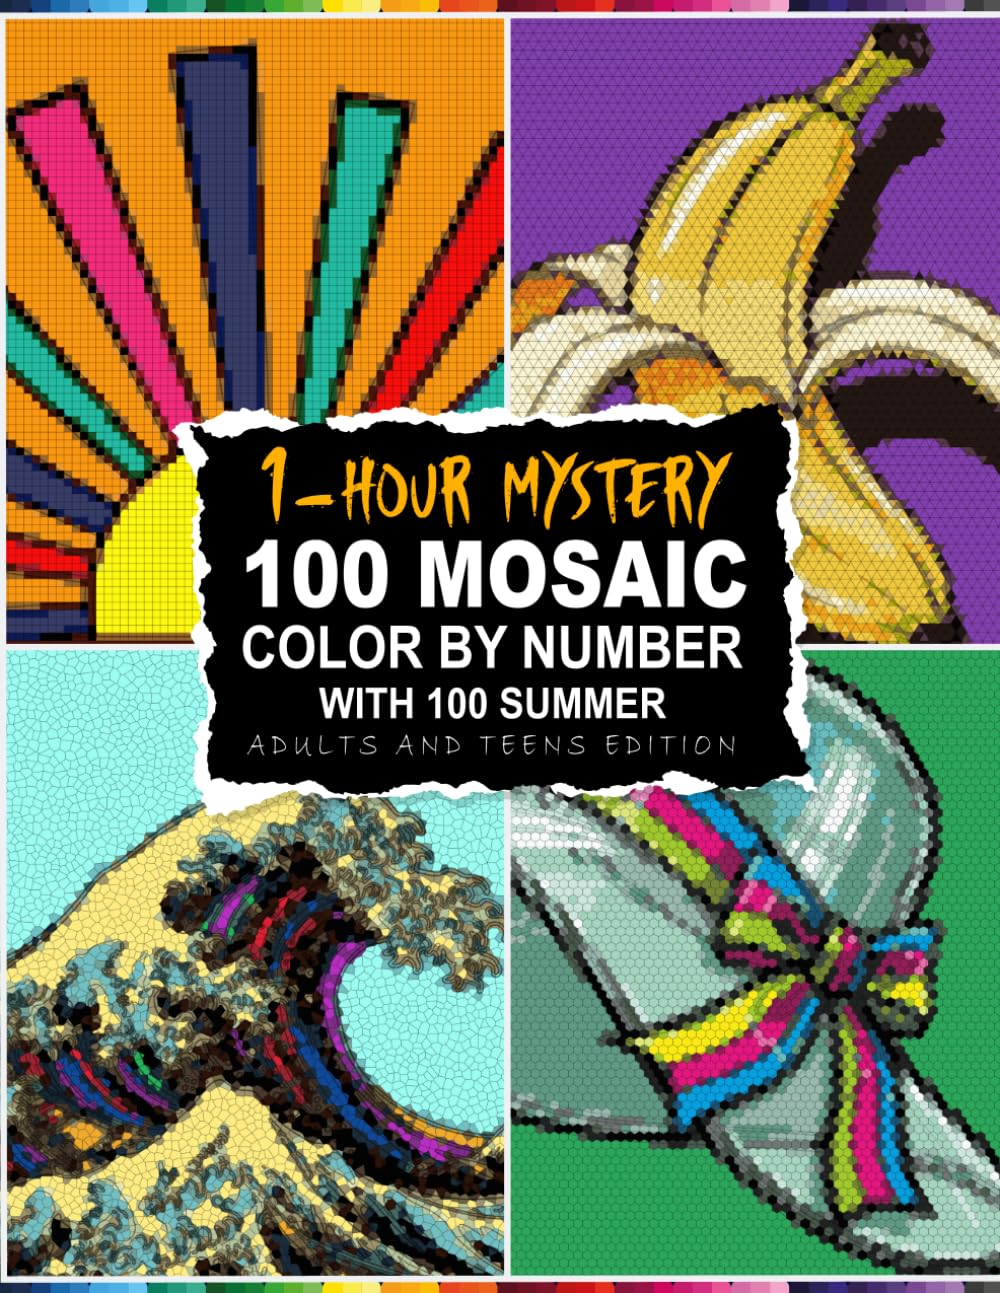 1-HOUR MYSTERY
100 MOSAIC
COLOR BY NUMBER
WITH 100 SUMMER
ADULTS AND TEENS EDITION